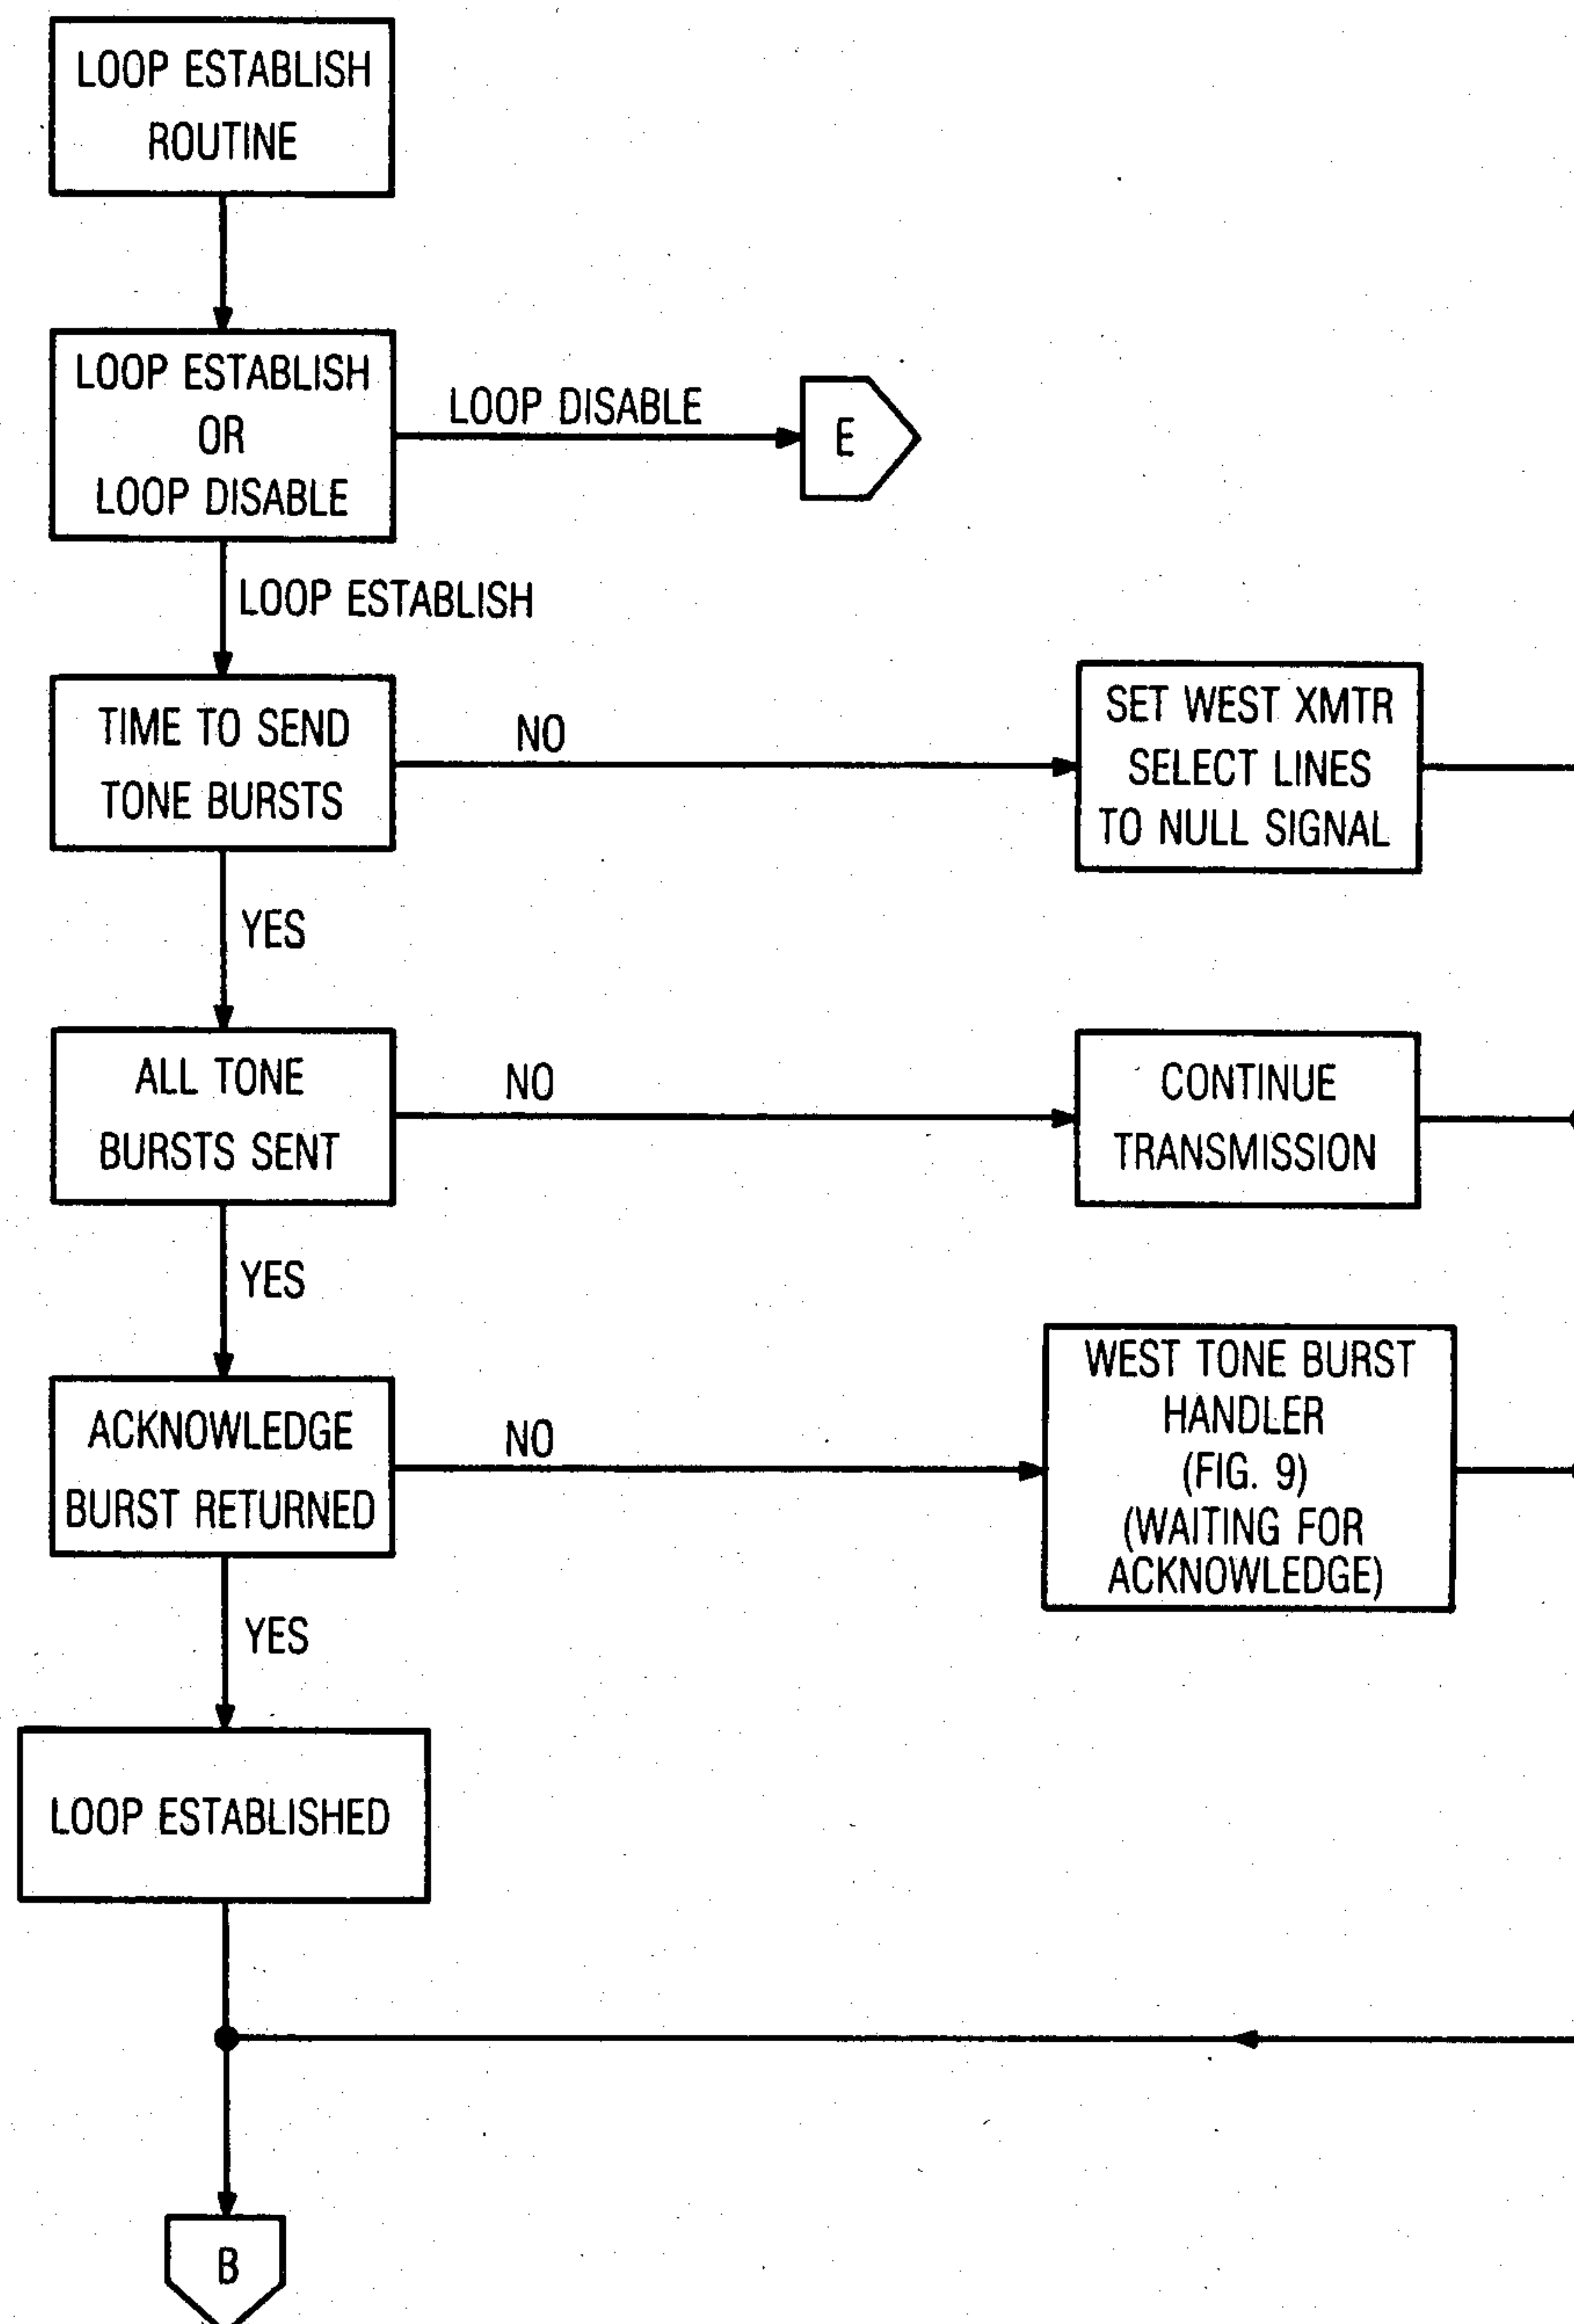 LOOP ESTABLISH
ROUTINE
LOOP ESTABLISH
OR
LOOP DISABLE
LOOP DISABLE
E
LOOP ESTABLISH
TIME TO SEND
TONE BURSTS
NO
SET WEST XMTR
SELECT LINES
TO NULL SIGNAL
YES
ALL TONE
BURSTS SENT
NO
CONTINUE
TRANSMISSION
YES
ACKNOWLEDGE
BURST RETURNED
NO
WEST TONE BURST
HANDLER
(FIG. 9)
(WAITING FOR
ACKNOWLEDGE)
YES
LOOP ESTABLISHED
B